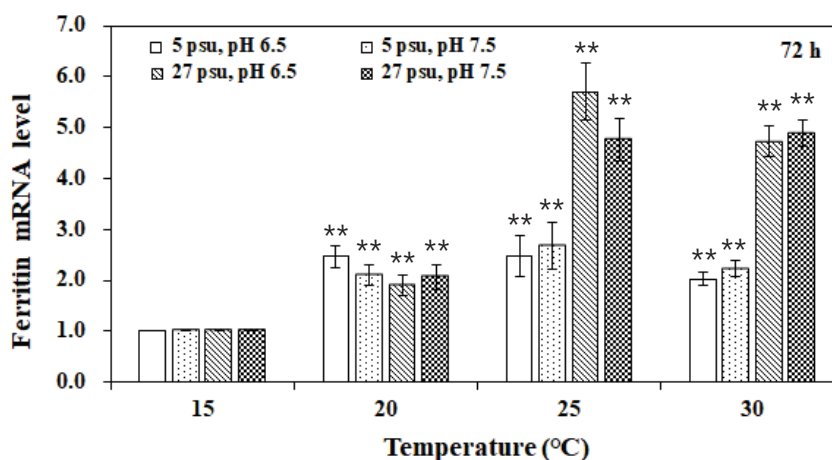 7.0
5 psu, pH 6.5
5 psu, pH 7.5
72 h
27 psu, pH 6.5
27 psu, pH 7.5
6.0
5.0
4.0
3.0
2.0
1.0
0.0
Ferritin mRNA level
** ** ** **
** ** ** **
** ** ** **
15 20 25 30
Temperature (°C)